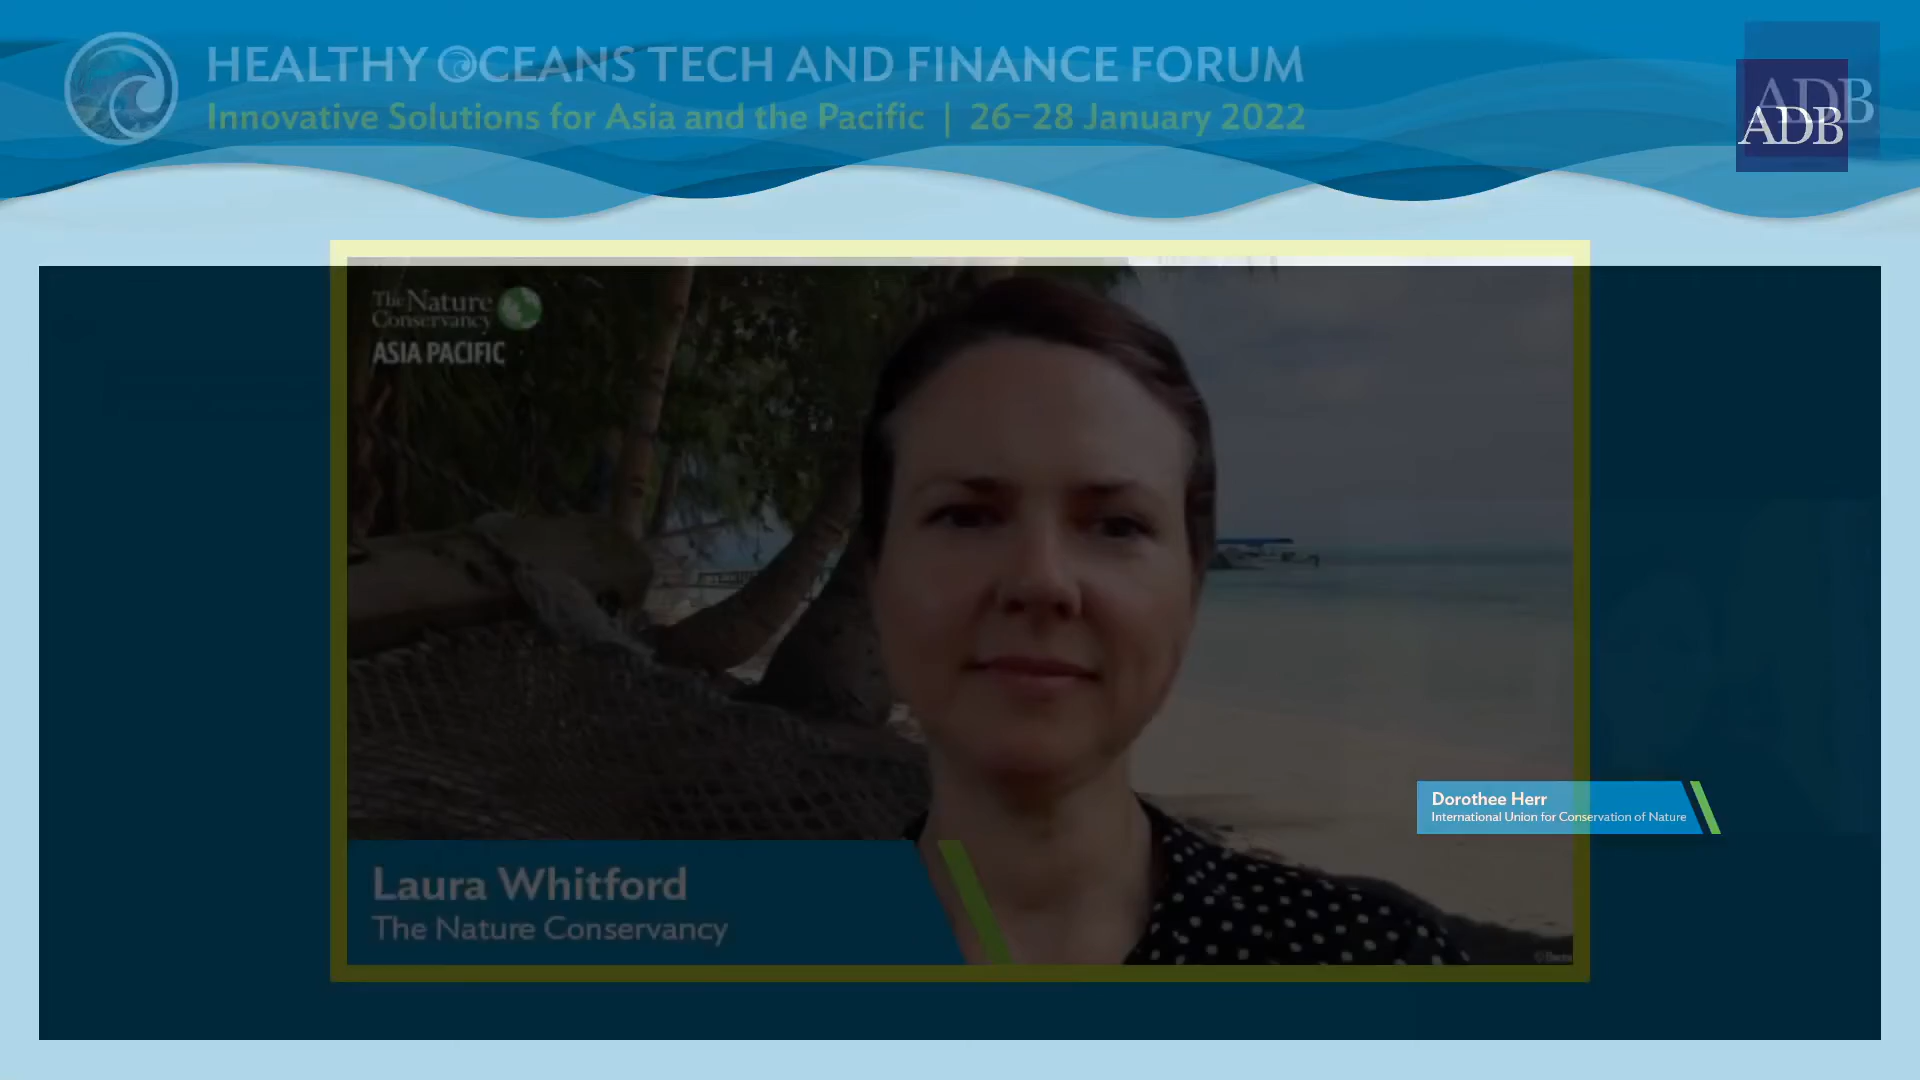 HEALTHY OCEANS TECH AND FINANCE FORUM
Innovative Solutions for Asia and the Pacific | 26–28 January 2022
ADB
ADB
The Nature
Conservancy
ASIA PACIFIC
Dorothee Herr
International Union for Conservation of Nature
Laura Whitford
The Nature Conservancy